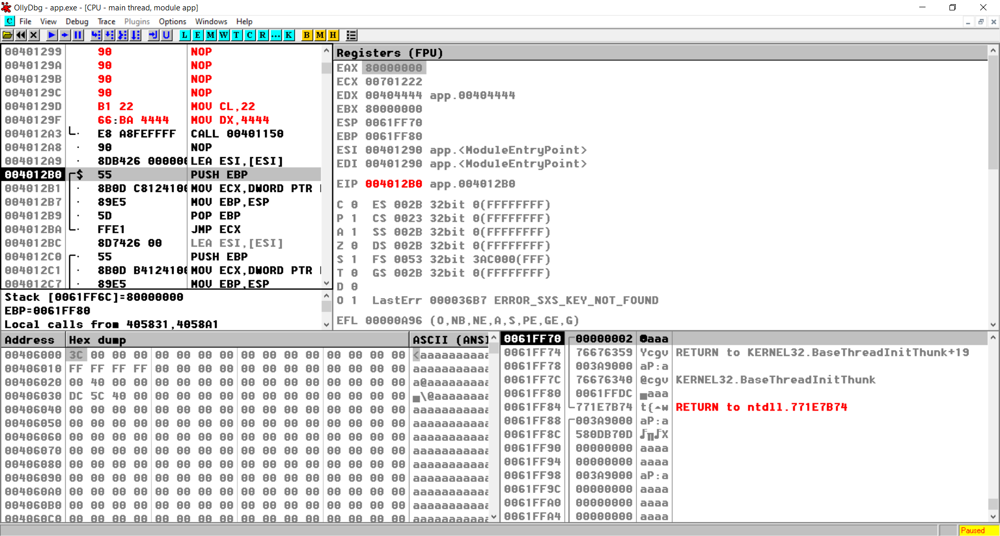 OllyDbg - app.exe - [CPU - main thread, module app]
C File View Debug Trace Plugins Options Windows Help
L E M W T C R ... K B M H
00401299 90 NOP
0040129A 90 NOP
0040129B 90 NOP
0040129C 90 NOP
0040129D B1 22 MOV CL,22
0040129F 66:BA 4444 MOV DX,4444
004012A3 · E8 A8FEFFFF CALL 00401150
004012A8 · 90 NOP
004012A9 · 8DB426 000000 LEA ESI,[ESI]
004012B0 $ 55 PUSH EBP
004012B1 · 8B0D C8124100 MOV ECX,DWORD PTR
004012B7 · 89E5 MOV EBP,ESP
004012B9 · 5D POP EBP
004012BA · FFE1 JMP ECX
004012BC 8D7426 00 LEA ESI,[ESI]
004012C0 · 55 PUSH EBP
004012C1 · 8B0D B4124100 MOV ECX,DWORD PTR
004012C7 · 89E5 MOV EBP,ESP
Stack [0061FF6C]=80000000
EBP=0061FF80
Local calls from 405831,4058A1
Registers (FPU)
EAX 80000000
ECX 00701222
EDX 00404444 app.00404444
EBX 80000000
ESP 0061FF70
EBP 0061FF80
ESI 00401290 app.<ModuleEntryPoint>
EDI 00401290 app.<ModuleEntryPoint>
EIP 004012B0 app.004012B0
C 0 ES 002B 32bit 0(FFFFFFFF)
P 1 CS 0023 32bit 0(FFFFFFFF)
A 1 SS 002B 32bit 0(FFFFFFFF)
Z 0 DS 002B 32bit 0(FFFFFFFF)
S 1 FS 0053 32bit 3AC000(FFF)
T 0 GS 002B 32bit 0(FFFFFFFF)
D 0
O 1 LastErr 000036B7 ERROR_SXS_KEY_NOT_FOUND
EFL 00000A96 (O,NB,NE,A,S,PE,GE,G)
Address Hex dump ASCII (ANSI
00406000 3C 00 00 00 00 00 00 00 00 00 00 00 00 00 00 00 <aaaaaaaaaa
00406010 FF FF FF FF 00 00 00 00 00 00 00 00 00 00 00 00 aaaaaaa
00406020 00 40 00 00 00 00 00 00 00 00 00 00 00 00 00 00 a@aaaaaaaaa
00406030 DC 5C 40 00 00 00 00 00 00 00 00 00 00 00 00 00 ▄\@aaaaaaaa
00406040 00 00 00 00 00 00 00 00 00 00 00 00 00 00 00 00 aaaaaaaaaaa
00406050 00 00 00 00 00 00 00 00 00 00 00 00 00 00 00 00 aaaaaaaaaaa
00406060 00 00 00 00 00 00 00 00 00 00 00 00 00 00 00 00 aaaaaaaaaaa
00406070 00 00 00 00 00 00 00 00 00 00 00 00 00 00 00 00 aaaaaaaaaaa
00406080 00 00 00 00 00 00 00 00 00 00 00 00 00 00 00 00 aaaaaaaaaaa
00406090 00 00 00 00 00 00 00 00 00 00 00 00 00 00 00 00 aaaaaaaaaaa
004060A0 00 00 00 00 00 00 00 00 00 00 00 00 00 00 00 00 aaaaaaaaaaa
004060B0 00 00 00 00 00 00 00 00 00 00 00 00 00 00 00 00 aaaaaaaaaaa
004060C0 00 00 00 00 00 00 00 00 00 00 00 00 00 00 00 00 aaaaaaaaaaa
0061FF70 00000002 aaa
0061FF74 76676359 Ycgv RETURN to KERNEL32.BaseThreadInitThunk+19
0061FF78 003A9000 aP:a
0061FF7C 76676340 @cgv KERNEL32.BaseThreadInitThunk
0061FF80 0061FFDC ▄aaa
0061FF84 771E7B74 t{w RETURN to ntdll.771E7B74
0061FF88 003A9000 aP:a
0061FF8C 580DB70D X
0061FF90 00000000 aaaa
0061FF94 00000000 aaaa
0061FF98 003A9000 aP:a
0061FF9C 00000000 aaaa
0061FFA0 00000000 aaaa
0061FFA4 00000000 aaaa
Paused